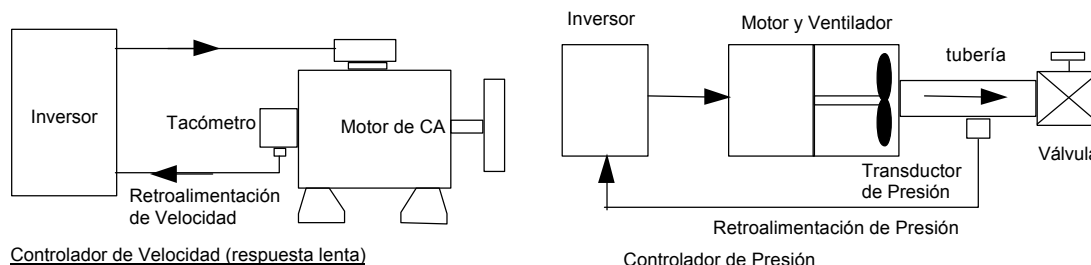 Inversor
Tacómetro
Motor de CA
Retroalimentación
de Velocidad
Controlador de Velocidad (respuesta lenta)
Inversor
Motor y Ventilador
tubería
Válvula
Transductor
de Presión
Retroalimentación de Presión
Controlador de Presión